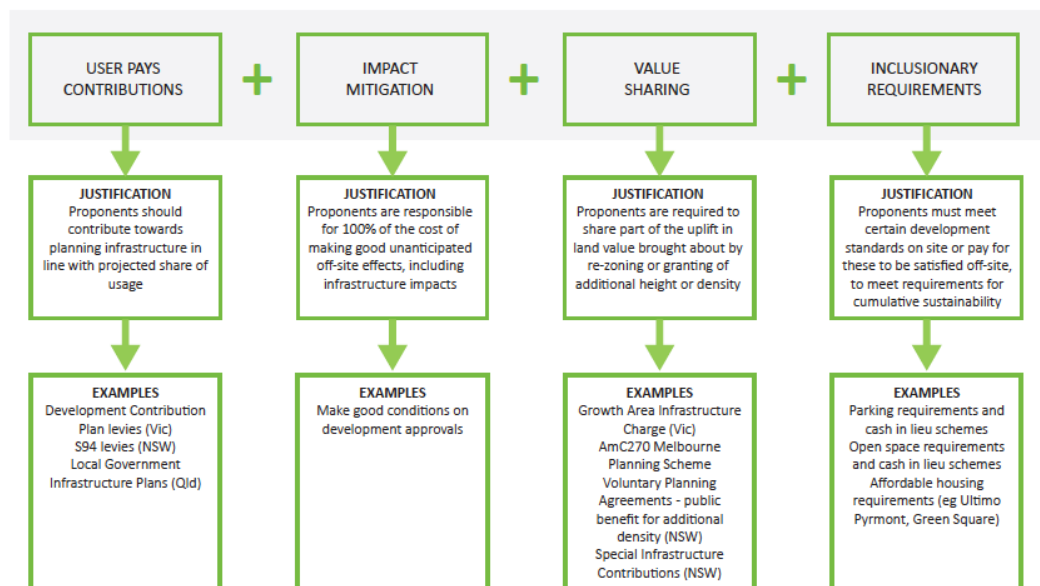 USER PAYS
CONTRIBUTIONS
+
IMPACT
MITIGATION
+
VALUE
SHARING
+
INCLUSIONARY
REQUIREMENTS
JUSTIFICATION
Proponents should
contribute towards
planning infrastructure in
line with projected share of
usage
JUSTIFICATION
Proponents are responsible
for 100% of the cost of
making good unanticipated
off-site effects, including
infrastructure impacts
JUSTIFICATION
Proponents are required to
share part of the uplift in
land value brought about by
re-zoning or granting of
additional height or density
JUSTIFICATION
Proponents must meet
certain development
standards on site or pay for
these to be satisfied off-site,
to meet requirements for
cumulative sustainability
EXAMPLES
Development Contribution
Plan levies (Vic)
S94 levies (NSW)
Local Government
Infrastructure Plans (Qld)
EXAMPLES
Make good conditions on
development approvals
EXAMPLES
Growth Area Infrastructure
Charge (Vic)
AmC270 Melbourne
Planning Scheme
Voluntary Planning
Agreements - public
benefit for additional
density (NSW)
Special Infrastructure
Contributions (NSW)
EXAMPLES
Parking requirements and
cash in lieu schemes
Open space requirements
and cash in lieu schemes
Affordable housing
requirements (eg Ultimo
Pyrmont, Green Square)